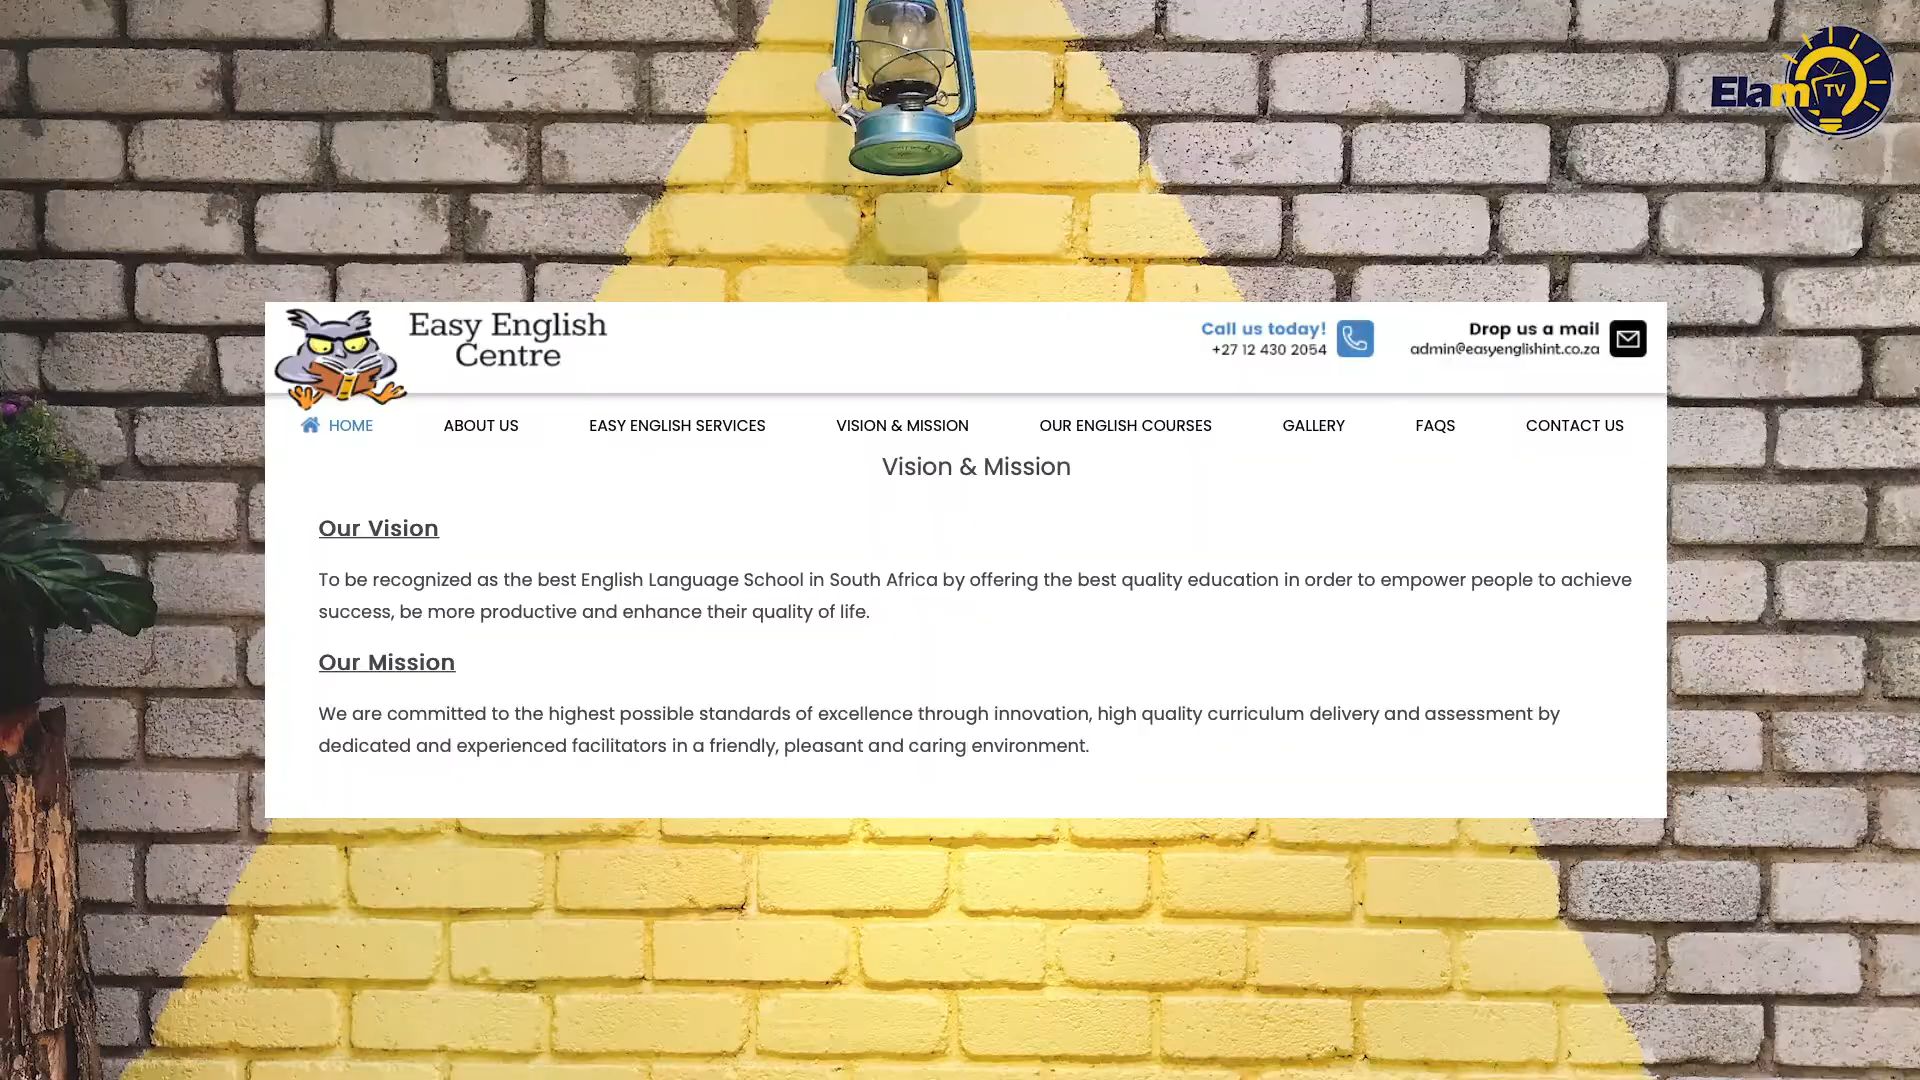 Elam TV
Easy English
Centre
Call us today!
+27 12 430 2054
Drop us a mail
admin@easyenglishint.co.za
HOME
ABOUT US
EASY ENGLISH SERVICES
VISION & MISSION
OUR ENGLISH COURSES
GALLERY
FAQS
CONTACT US
Vision & Mission
Our Vision
To be recognized as the best English Language School in South Africa by offering the best quality education in order to empower people to achieve
success, be more productive and enhance their quality of life.
Our Mission
We are committed to the highest possible standards of excellence through innovation, high quality curriculum delivery and assessment by
dedicated and experienced facilitators in a friendly, pleasant and caring environment.